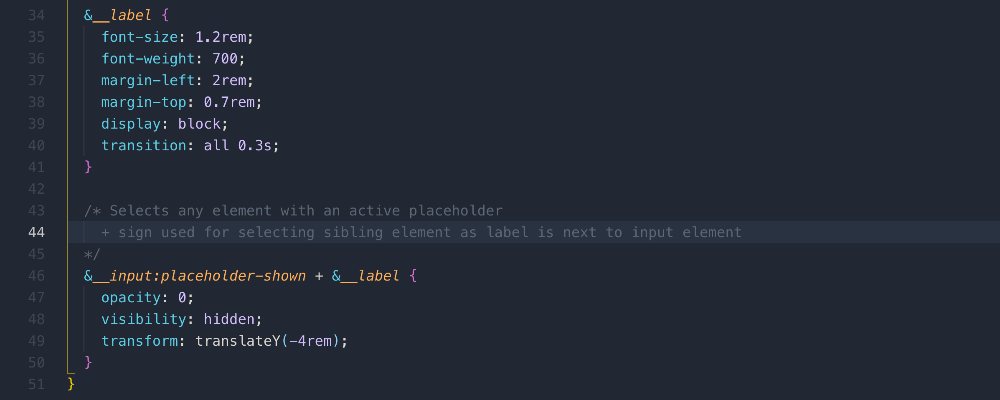 34 &__label {
35 font-size: 1.2rem;
36 font-weight: 700;
37 margin-left: 2rem;
38 margin-top: 0.7rem;
39 display: block;
40 transition: all 0.3s;
41 }
42
43 /* Selects any element with an active placeholder
44 + sign used for selecting sibling element as label is next to input element
45 */
46 &__input:placeholder-shown + &__label {
47 opacity: 0;
48 visibility: hidden;
49 transform: translateY(-4rem);
50 }
51 }